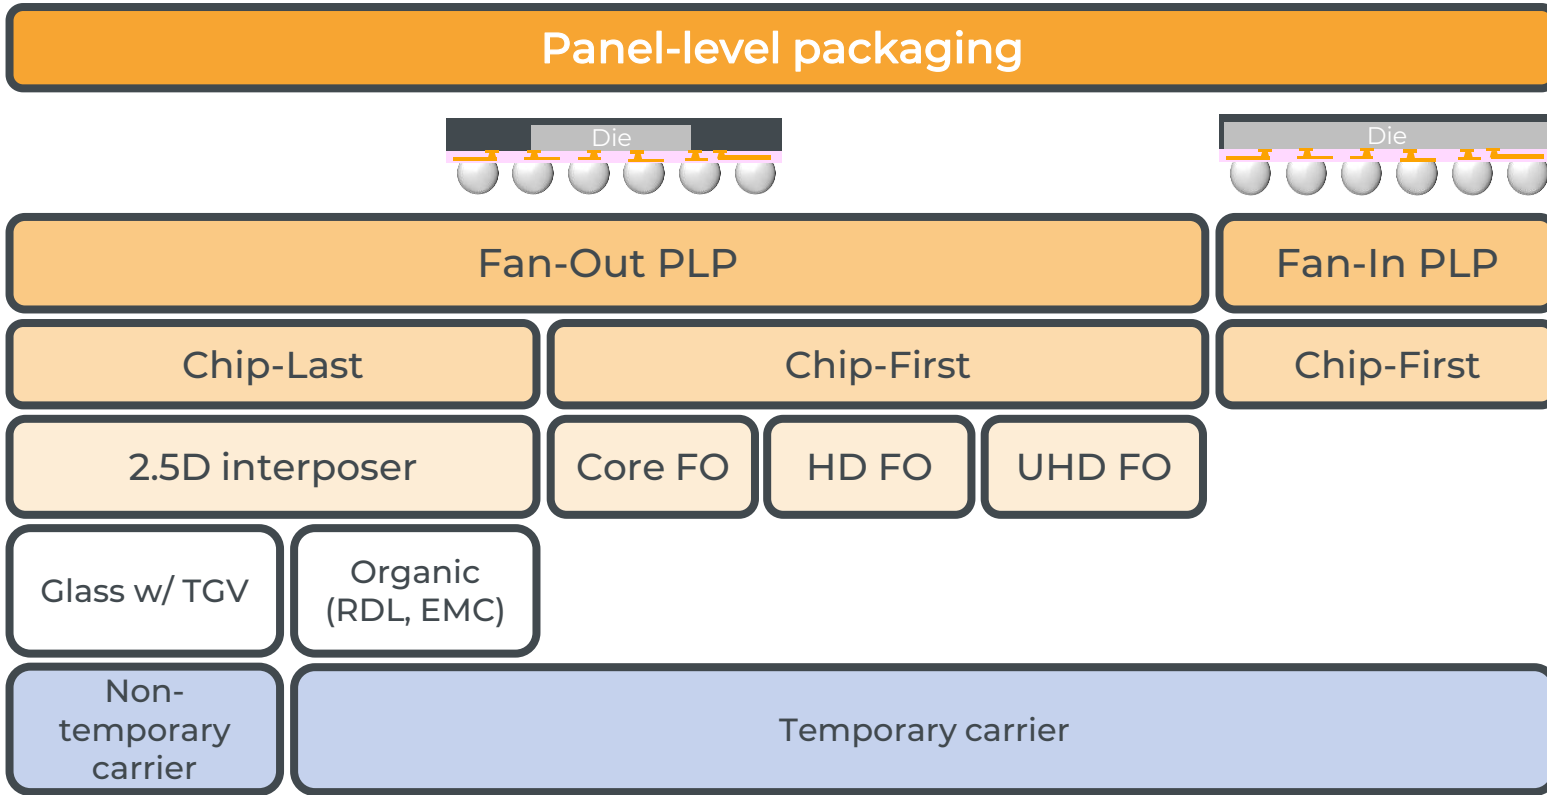 Panel-level packaging
Die
Die
Fan-Out PLP
Fan-In PLP
Chip-Last
Chip-First
Chip-First
2.5D interposer
Core FO
HD FO
UHD FO
Glass w/ TGV
Organic
(RDL, EMC)
Non-
temporary
carrier
Temporary carrier